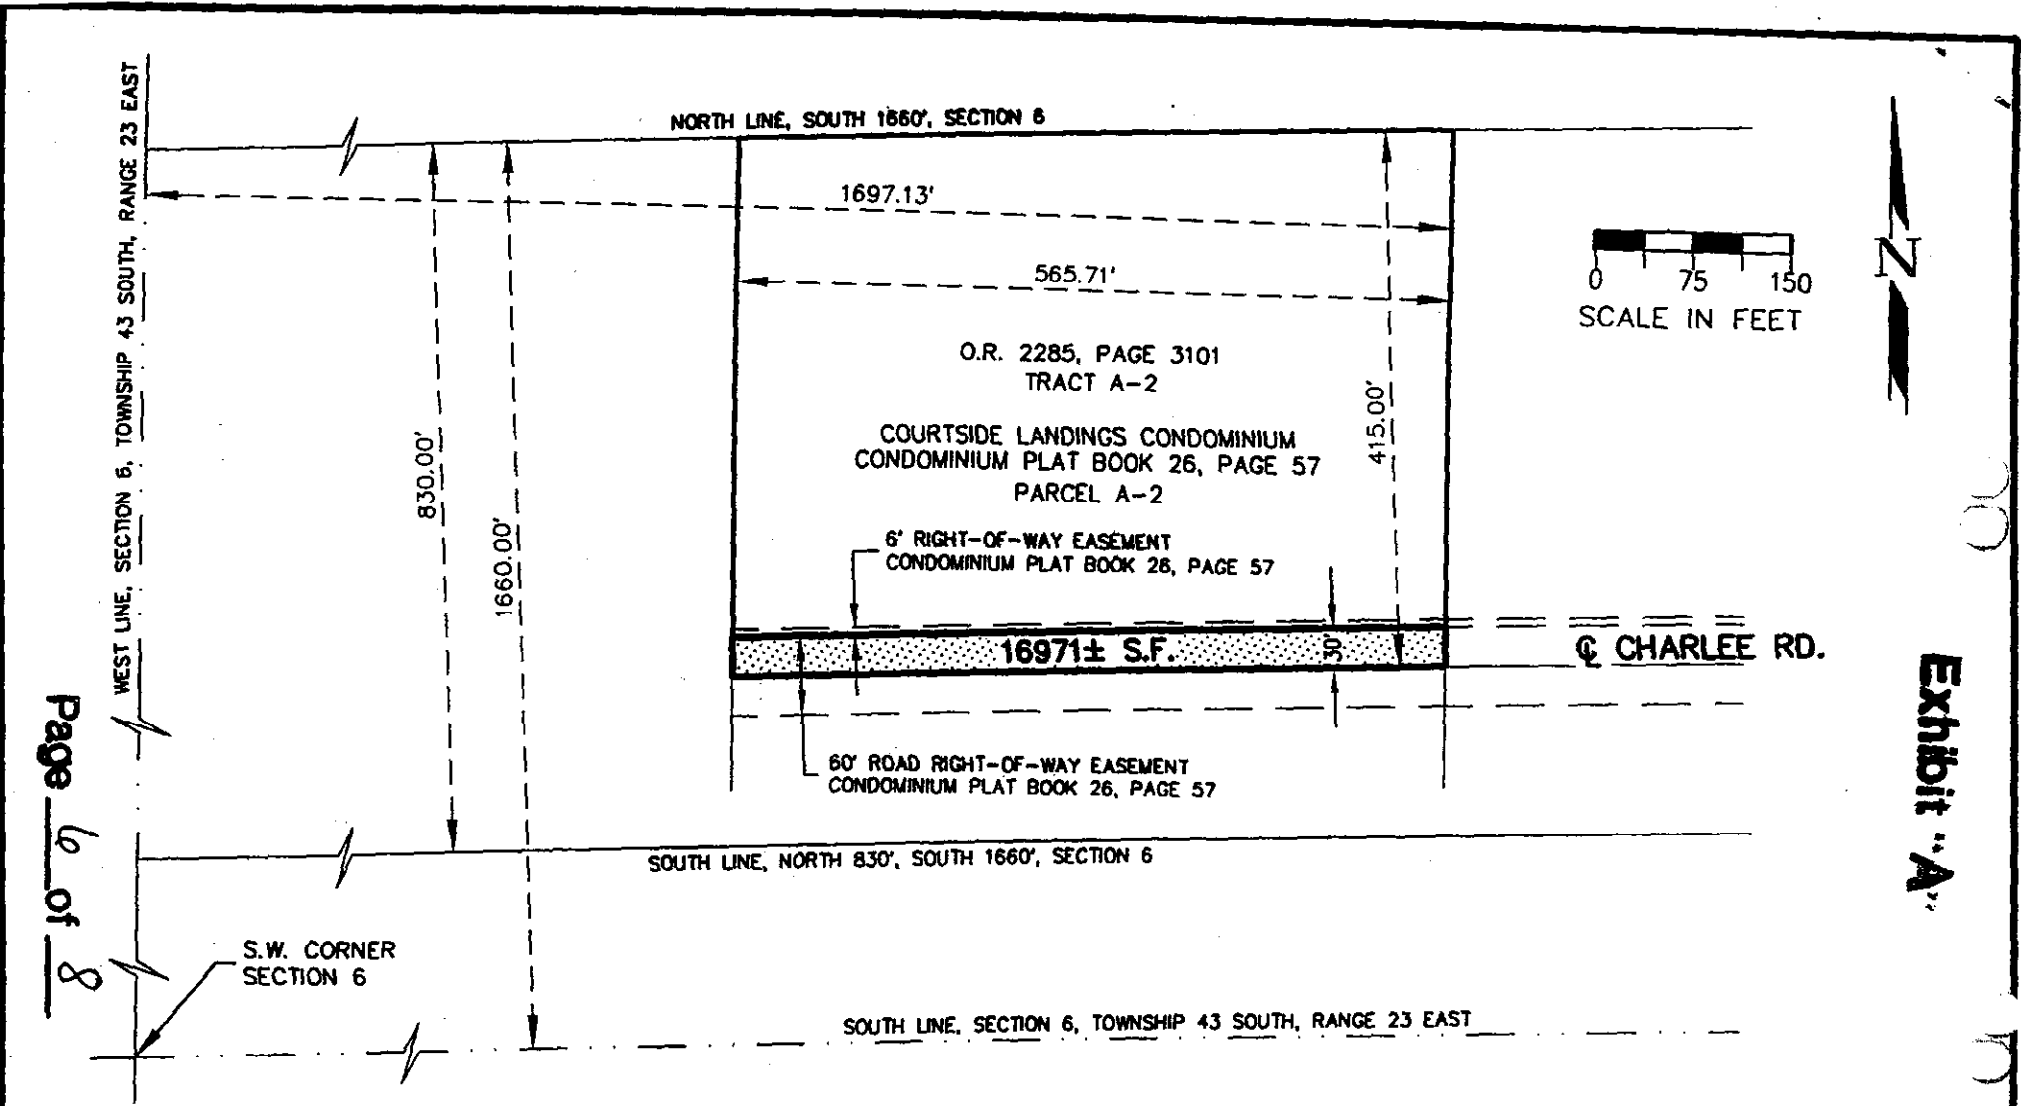 NORTH LINE, SOUTH 1660', SECTION 6
WEST LINE, SECTION 6, TOWNSHIP 43 SOUTH, RANGE 23 EAST
1697.13'
565.71'
N
0 75 150
SCALE IN FEET
O.R. 2285, PAGE 3101
TRACT A-2
COURTSIDE LANDINGS CONDOMINIUM
CONDOMINIUM PLAT BOOK 26, PAGE 57
PARCEL A-2
415.00'
830.00'
1660.00'
6' RIGHT-OF-WAY EASEMENT
CONDOMINIUM PLAT BOOK 26, PAGE 57
16971± S.F.
30'
℄ CHARLEE RD.
60' ROAD RIGHT-OF-WAY EASEMENT
CONDOMINIUM PLAT BOOK 26, PAGE 57
SOUTH LINE, NORTH 830', SOUTH 1660', SECTION 6
S.W. CORNER
SECTION 6
SOUTH LINE, SECTION 6, TOWNSHIP 43 SOUTH, RANGE 23 EAST
Page 6 of 8
Exhibit "A"